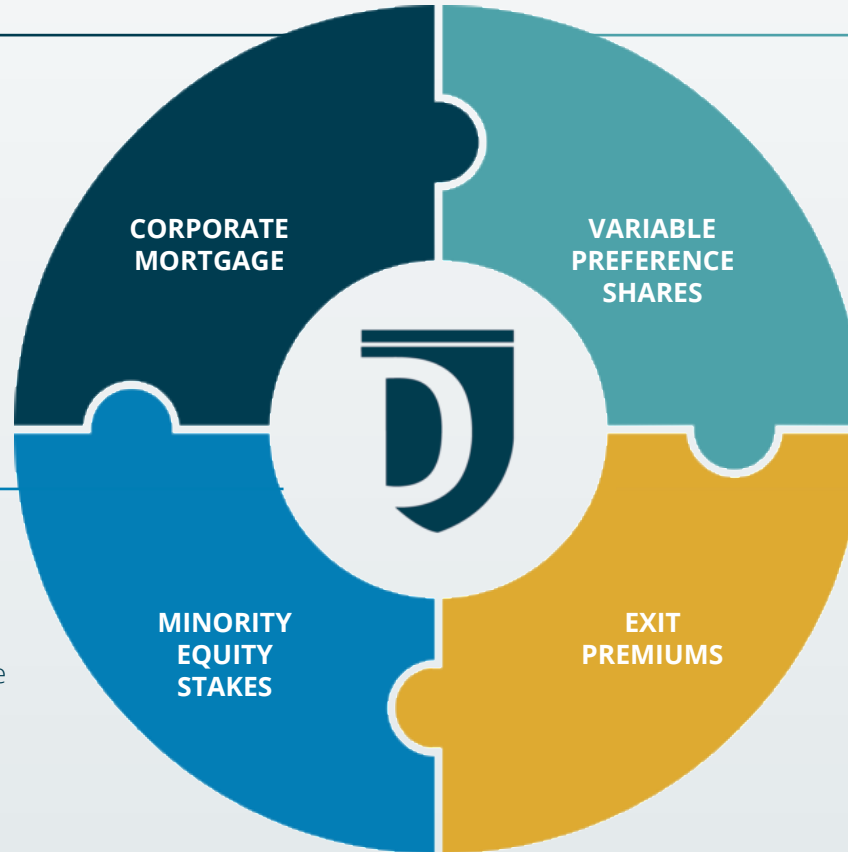 CORPORATE
MORTGAGE
VARIABLE
PREFERENCE
SHARES
D
MINORITY
EQUITY
STAKES
e
EXIT
PREMIUMS